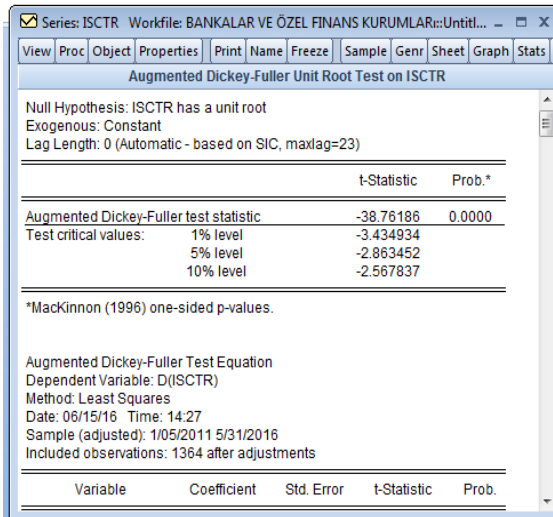 Series: ISCTR Workfile: BANKALAR VE ÖZEL FINANS KURUMLARı::Untitl...
View Proc Object Properties Print Name Freeze Sample Genr Sheet Graph Stats
Augmented Dickey-Fuller Unit Root Test on ISCTR
Null Hypothesis: ISCTR has a unit root
Exogenous: Constant
Lag Length: 0 (Automatic - based on SIC, maxlag=23)
t-Statistic Prob.*
Augmented Dickey-Fuller test statistic -38.76186 0.0000
Test critical values: 1% level -3.434934
5% level -2.863452
10% level -2.567837
*MacKinnon (1996) one-sided p-values.
Augmented Dickey-Fuller Test Equation
Dependent Variable: D(ISCTR)
Method: Least Squares
Date: 06/15/16 Time: 14:27
Sample (adjusted): 1/05/2011 5/31/2016
Included observations: 1364 after adjustments
Variable Coefficient Std. Error t-Statistic Prob.